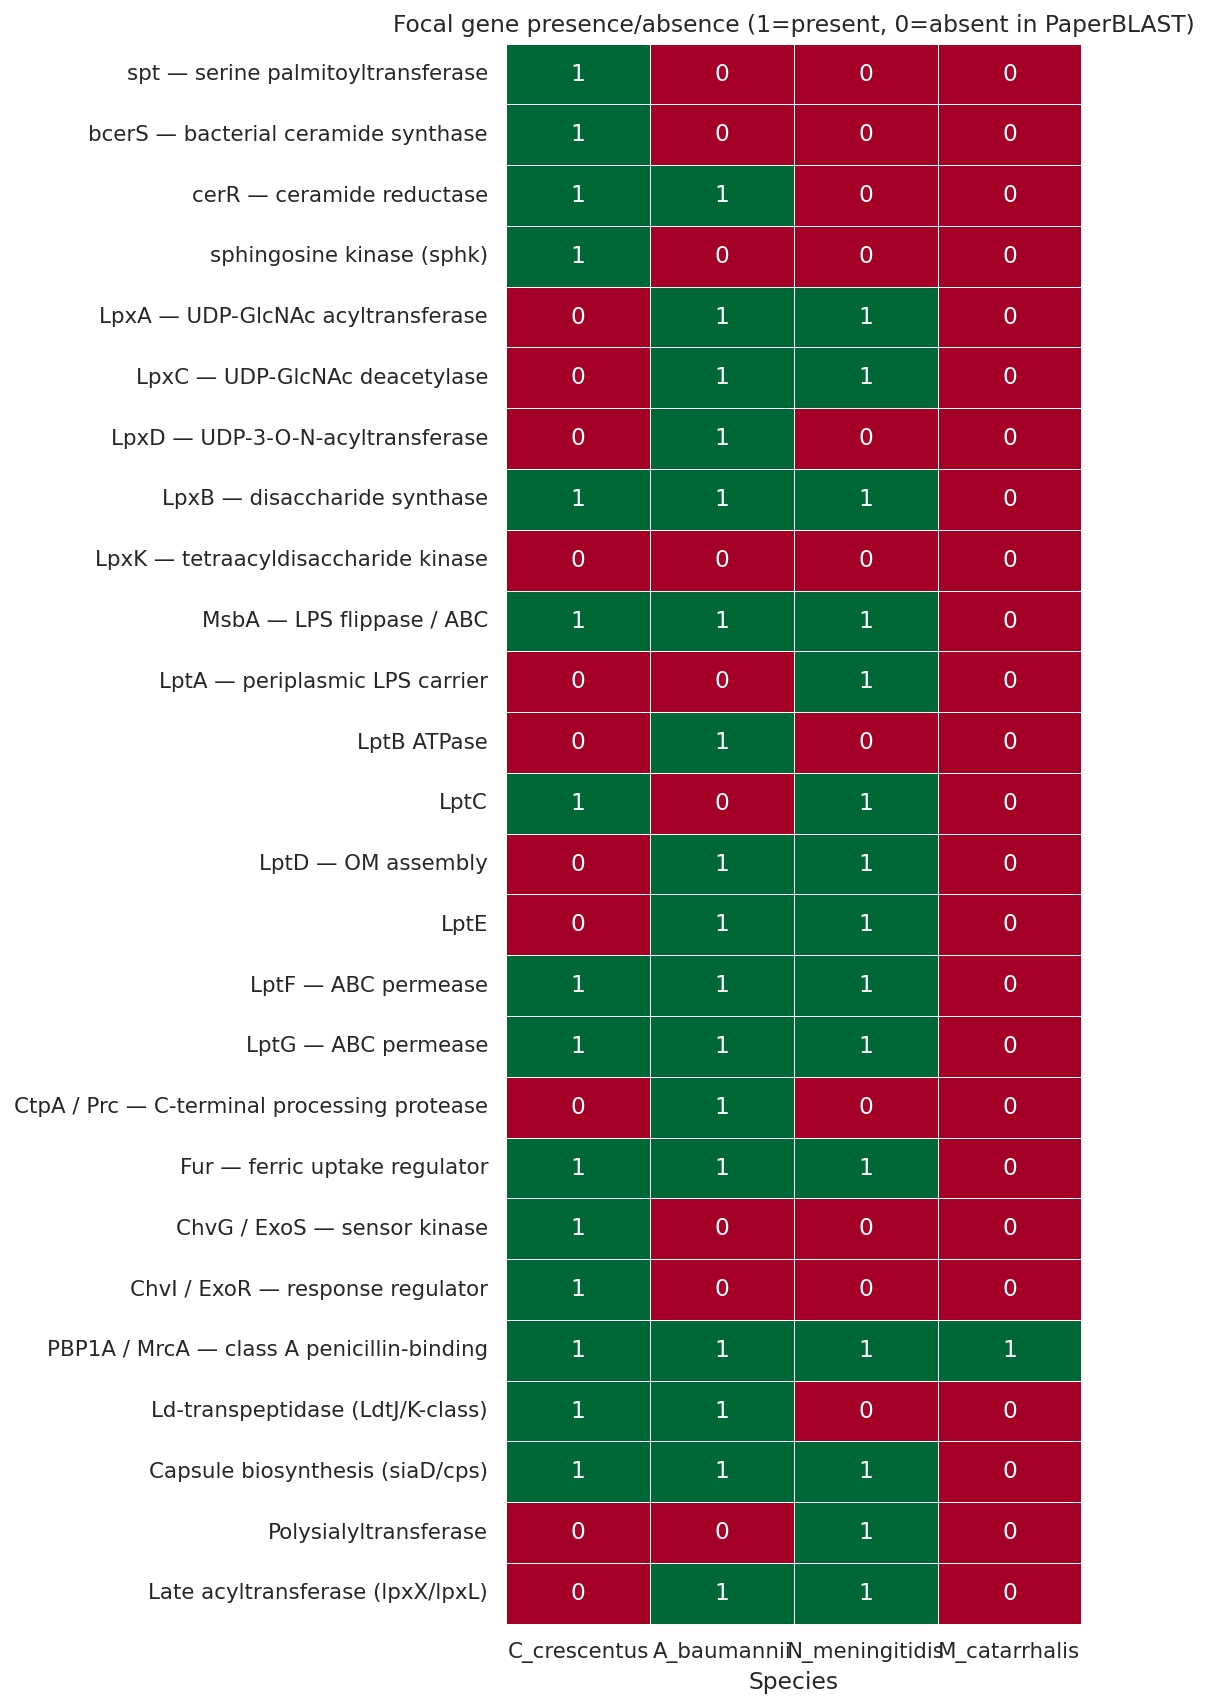 Focal gene presence/absence (1=present, 0=absent in PaperBLAST)
spt — serine palmitoyltransferase 1 0 0 0
bcerS — bacterial ceramide synthase 1 0 0 0
cerR — ceramide reductase 1 1 0 0
sphingosine kinase (sphk) 1 0 0 0
LpxA — UDP-GlcNAc acyltransferase 0 1 1 0
LpxC — UDP-GlcNAc deacetylase 0 1 1 0
LpxD — UDP-3-O-N-acyltransferase 0 1 0 0
LpxB — disaccharide synthase 1 1 1 0
LpxK — tetraacyldisaccharide kinase 0 0 0 0
MsbA — LPS flippase / ABC 1 1 1 0
LptA — periplasmic LPS carrier 0 0 1 0
LptB ATPase 0 1 0 0
LptC 1 0 1 0
LptD — OM assembly 0 1 1 0
LptE 0 1 1 0
LptF — ABC permease 1 1 1 0
LptG — ABC permease 1 1 1 0
CtpA / Prc — C-terminal processing protease 0 1 0 0
Fur — ferric uptake regulator 1 1 1 0
ChvG / ExoS — sensor kinase 1 0 0 0
ChvI / ExoR — response regulator 1 0 0 0
PBP1A / MrcA — class A penicillin-binding 1 1 1 1
Ld-transpeptidase (LdtJ/K-class) 1 1 0 0
Capsule biosynthesis (siaD/cps) 1 1 1 0
Polysialyltransferase 0 0 1 0
Late acyltransferase (lpxX/lpxL) 0 1 1 0
C_crescentus A_baumannii N_meningitidis M_catarrhalis
Species